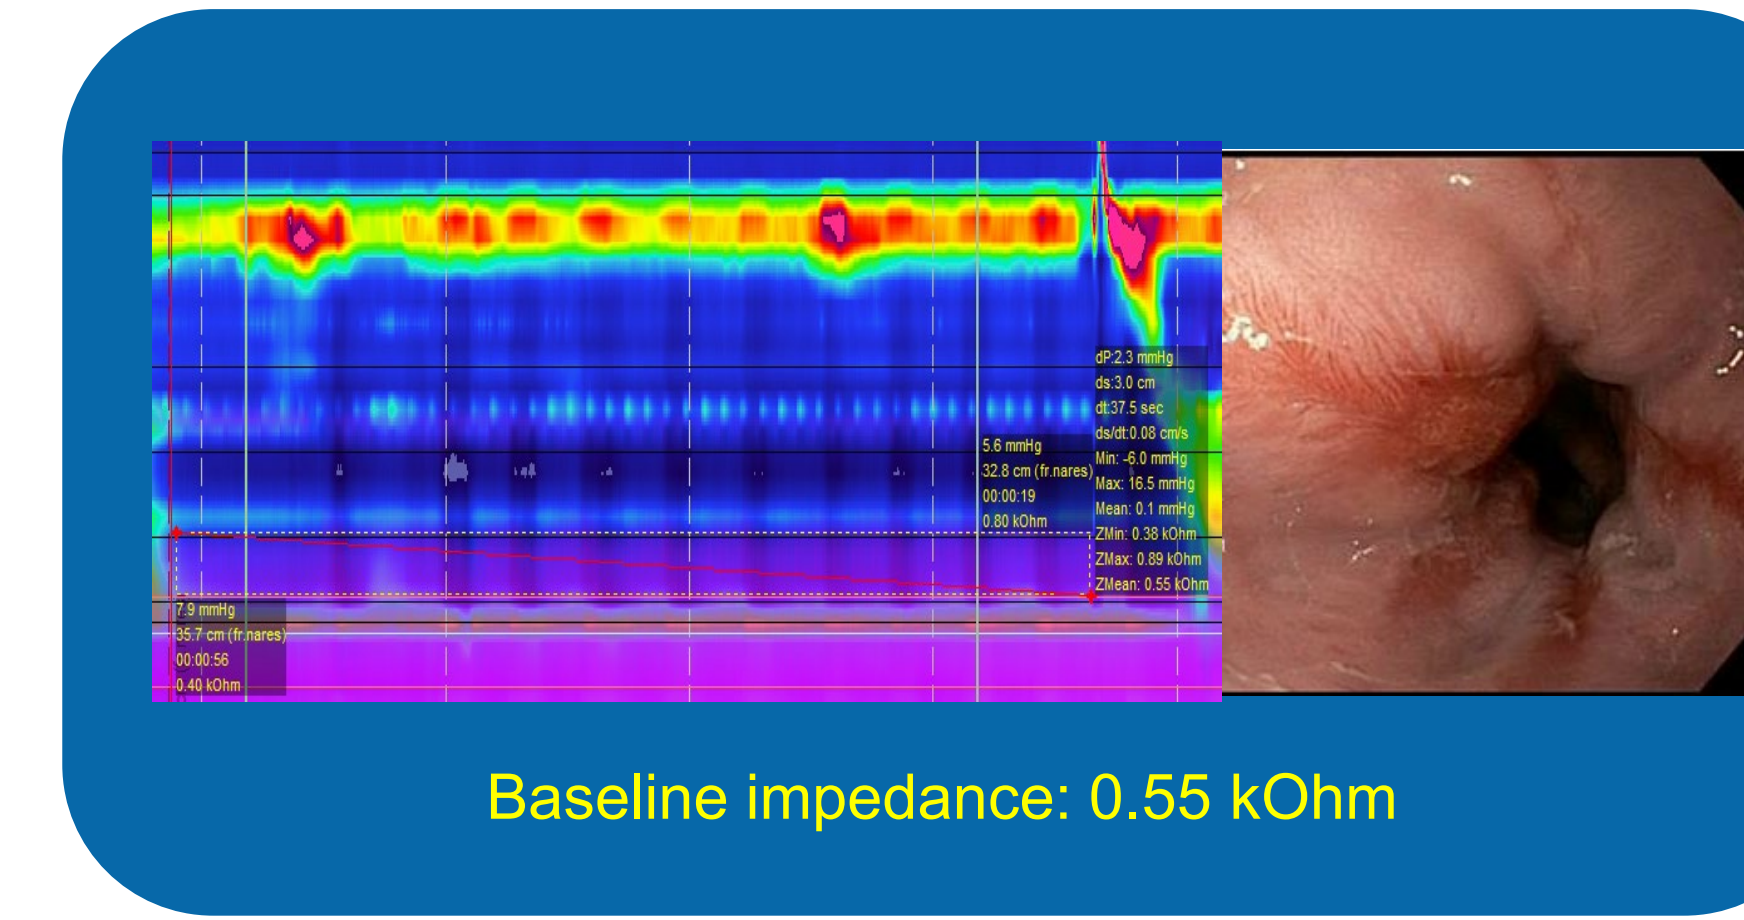 dP:2.3 mmHg
ds:3.0 cm
dt:37.5 sec
ds/dt:0.08 cm/s
Min: -6.0 mmHg
Max: 16.5 mmHg
Mean: 0.1 mmHg
ZMin: 0.38 kOhm
ZMax: 0.89 kOhm
ZMean: 0.55 kOhm
5.6 mmHg
32.8 cm (fr.nares)
00:00:19
0.80 kOhm
7.9 mmHg
35.7 cm (fr.nares)
00:00:56
0.40 kOhm
Baseline impedance: 0.55 kOhm